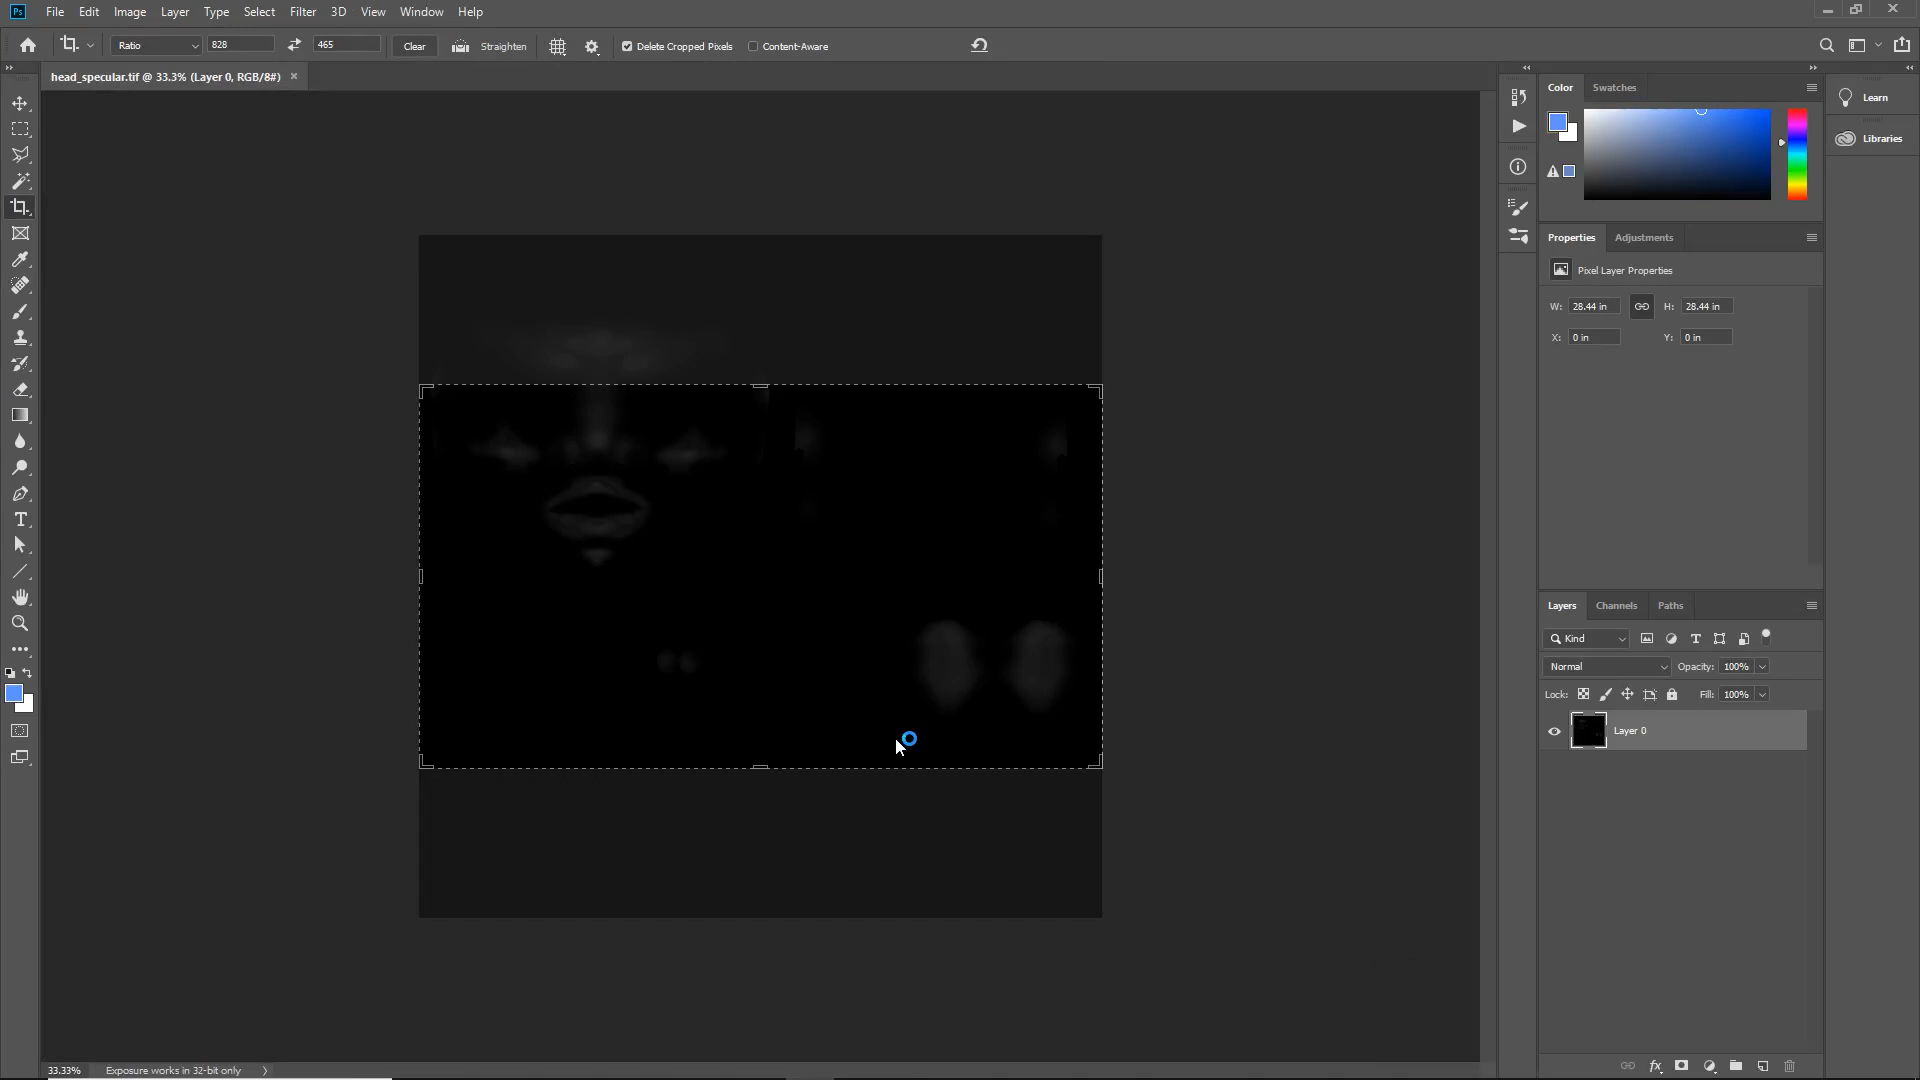 Ps File Edit Image Layer Type Select Filter 3D View Window Help
Ratio 828 465 Clear Straighten Delete Cropped Pixels Content-Aware
head_specular.tif @ 33.3% (Layer 0, RGB/8#) ×
Color Swatches
Learn
Libraries
Properties Adjustments
Pixel Layer Properties
W: 28.44 in H: 28.44 in
X: 0 in Y: 0 in
Layers Channels Paths
Kind
Normal Opacity: 100%
Lock: Fill: 100%
Layer 0
fx
33.33% Exposure works in 32-bit only